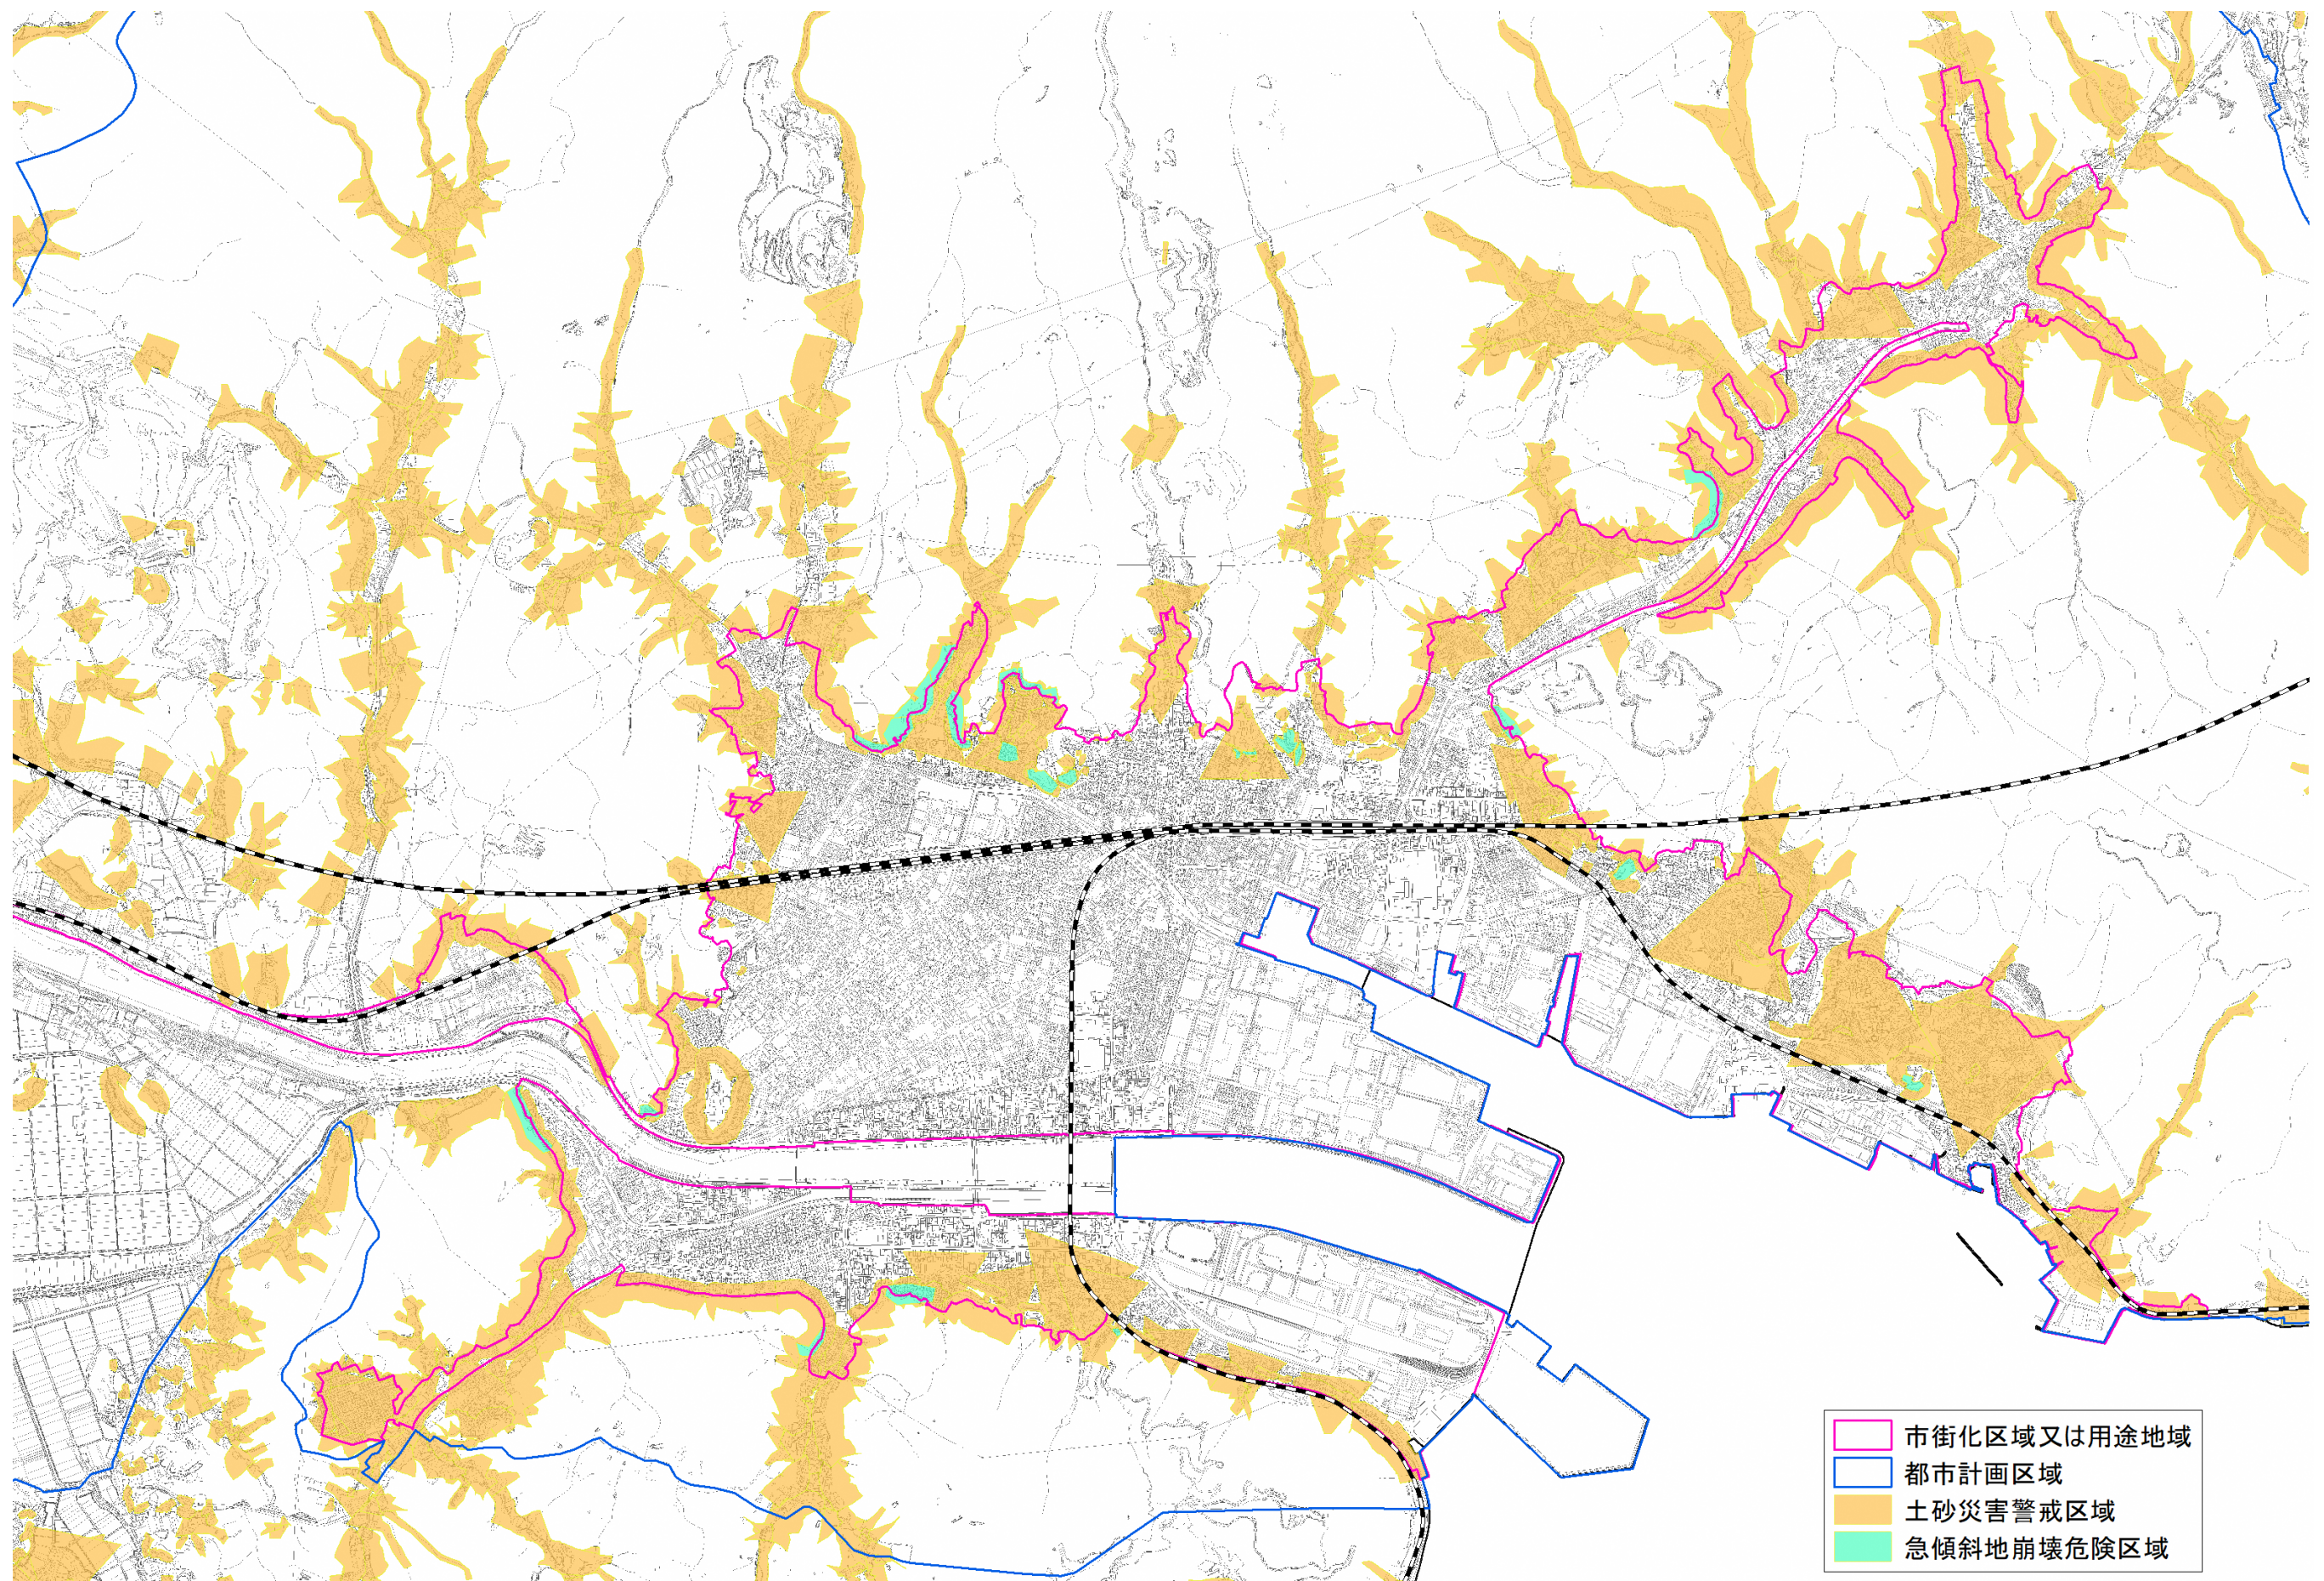 市街化区域又は用途地域
都市計画区域
土砂災害警戒区域
急傾斜地崩壊危険区域